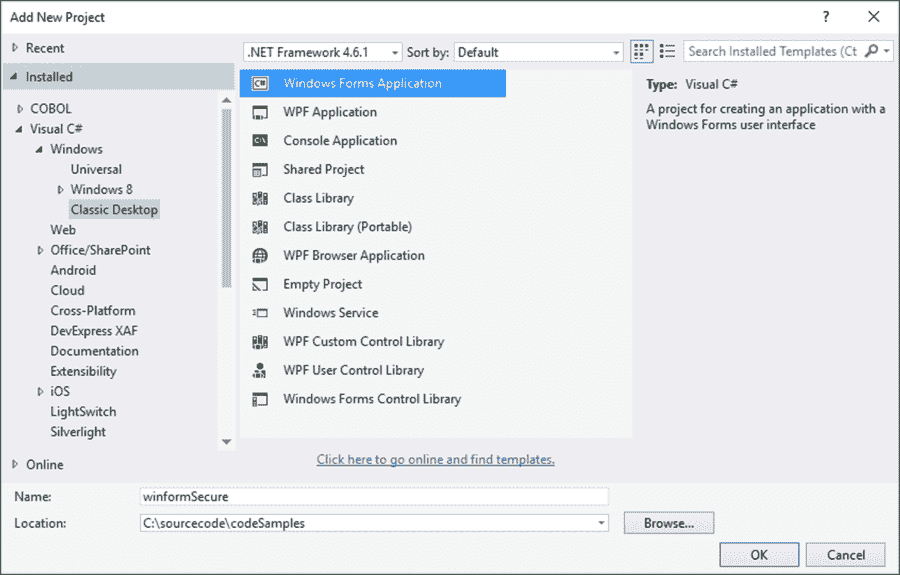 Add New Project
?
Recent
.NET Framework 4.6.1
Sort by:
Default
Search Installed Templates (Ct
Installed
COBOL
Visual C#
Windows
Universal
Windows 8
Classic Desktop
Web
Office/SharePoint
Android
Cloud
Cross-Platform
DevExpress XAF
Documentation
Extensibility
iOS
LightSwitch
Silverlight
Online
C# Windows Forms Application
WPF Application
C:\ Console Application
Shared Project
Class Library
Class Library (Portable)
WPF Browser Application
Empty Project
Windows Service
WPF Custom Control Library
WPF User Control Library
Windows Forms Control Library
Click here to go online and find templates.
Type: Visual C#
A project for creating an application with a
Windows Forms user interface
Name: winformSecure
Location: C:\sourcecode\codeSamples
Browse...
OK
Cancel